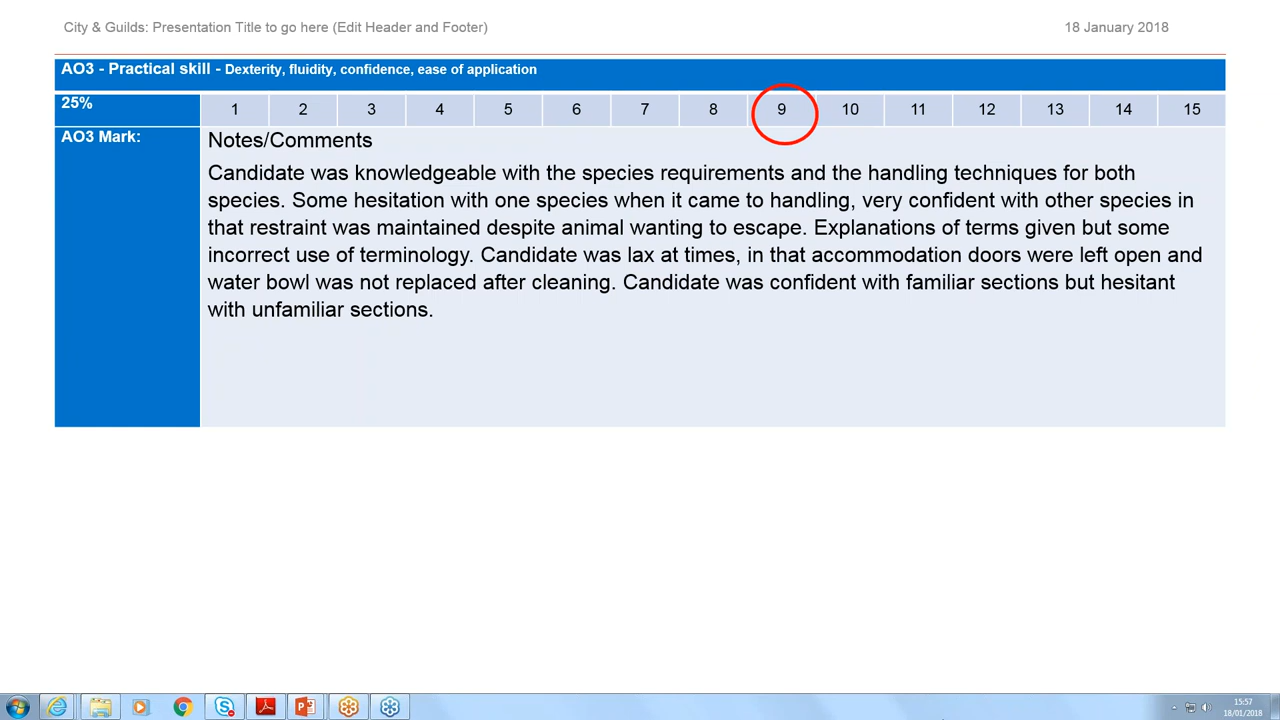 City & Guilds: Presentation Title to go here (Edit Header and Footer)
18 January 2018
AO3 - Practical skill - Dexterity, fluidity, confidence, ease of application
25%
1 2 3 4 5 6 7 8 9 10 11 12 13 14 15
AO3 Mark:
Notes/Comments
Candidate was knowledgeable with the species requirements and the handling techniques for both
species. Some hesitation with one species when it came to handling, very confident with other species in
that restraint was maintained despite animal wanting to escape. Explanations of terms given but some
incorrect use of terminology. Candidate was lax at times, in that accommodation doors were left open and
water bowl was not replaced after cleaning. Candidate was confident with familiar sections but hesitant
with unfamiliar sections.
15:57
18/01/2018